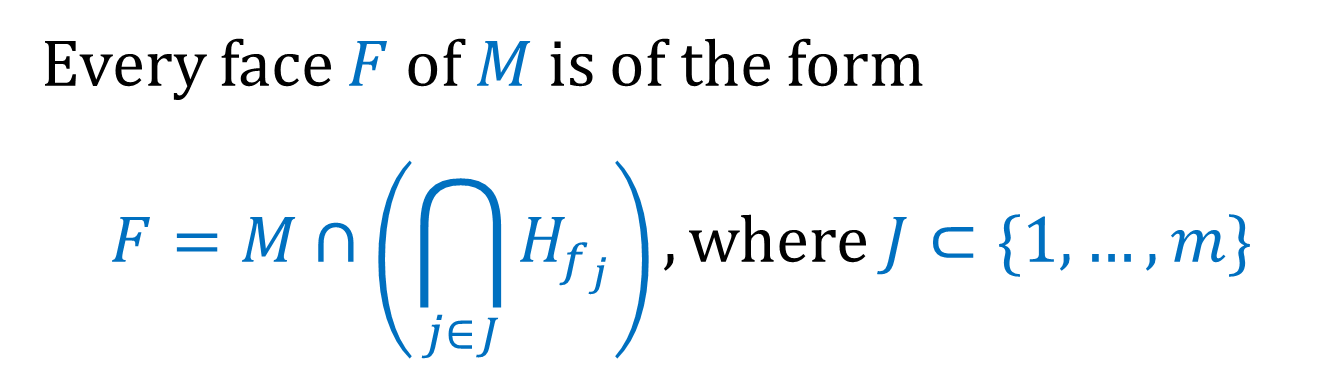 Every face F of M is of the form
F = M ∩ (⋂_{j∈J} H_{f_j}), where J ⊂ {1, … , m}